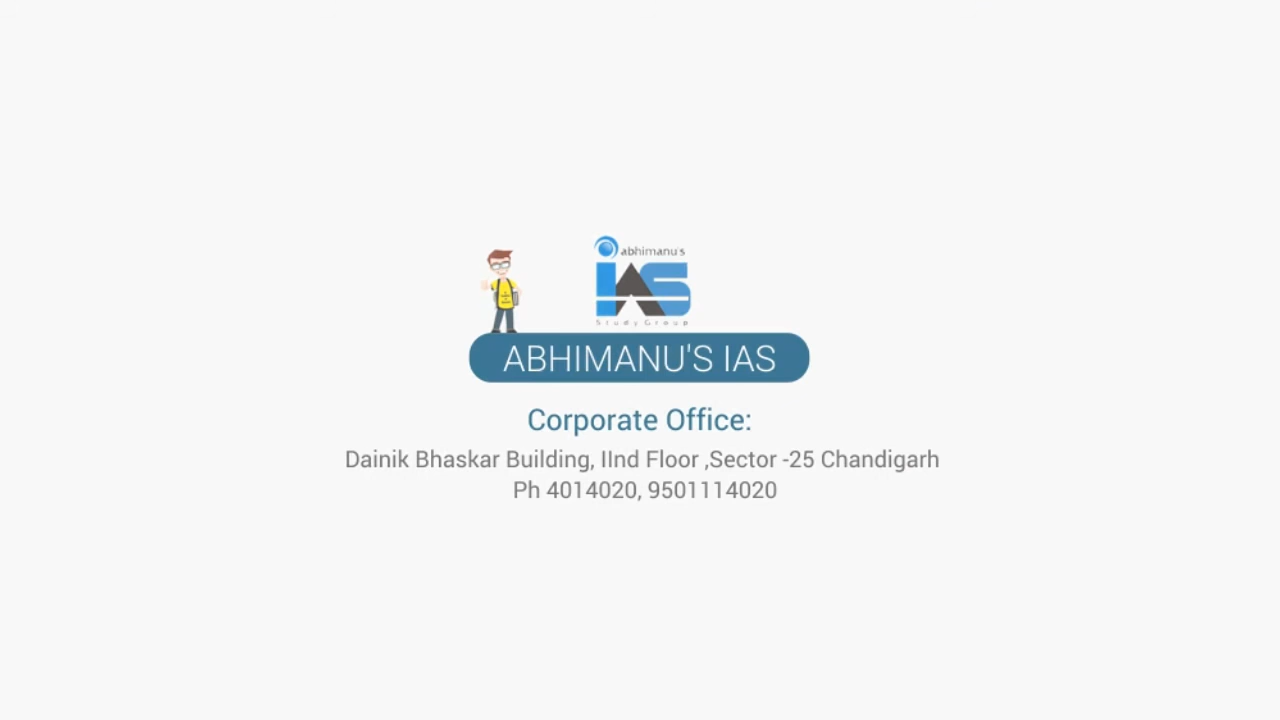 abhimanu's
iAS
Study Group
ABHIMANU'S IAS
Corporate Office:
Dainik Bhaskar Building, IInd Floor ,Sector -25 Chandigarh
Ph 4014020, 9501114020